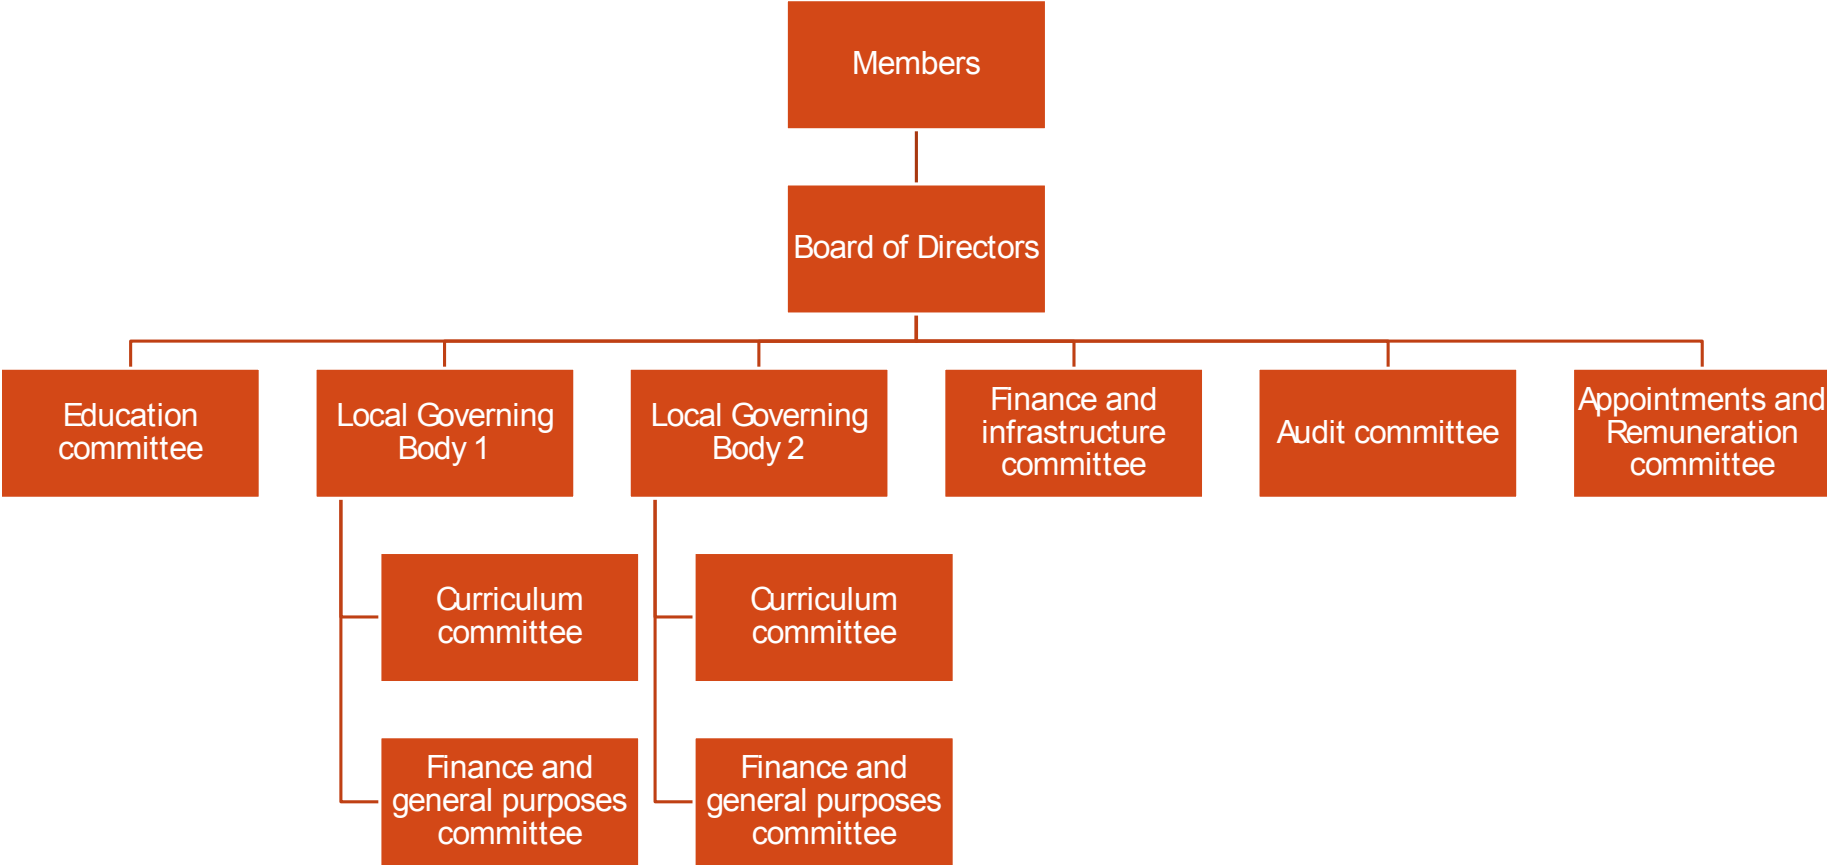 Members
Board of Directors
Education
committee
Local Governing
Body 1
Local Governing
Body 2
Finance and
infrastructure
committee
Audit committee
Appointments and
Remuneration
committee
Curriculum
committee
Curriculum
committee
Finance and
general purposes
committee
Finance and
general purposes
committee